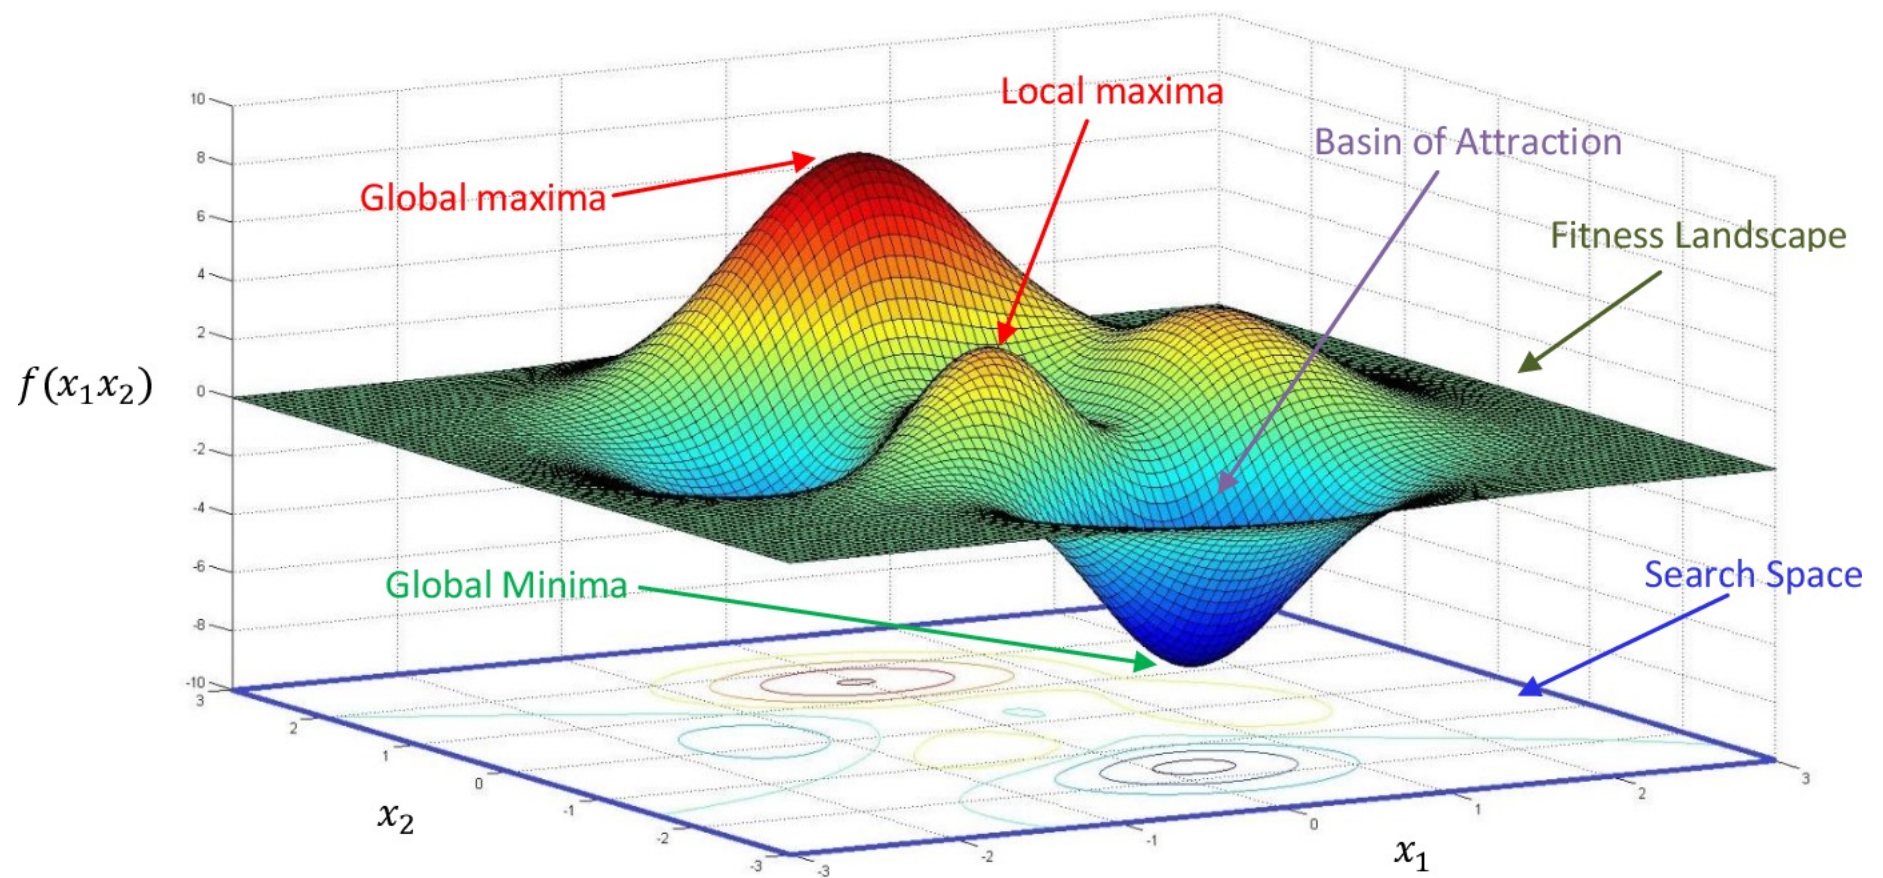 Local maxima
Basin of Attraction
Global maxima
Fitness Landscape
10
8
6
4
2
0
-2
-4
-6
-8
-10
f(x₁x₂)
Global Minima
Search Space
3
2
1
0
-1
-2
-3
x₂
-3
-2
-1
0
1
2
3
x₁